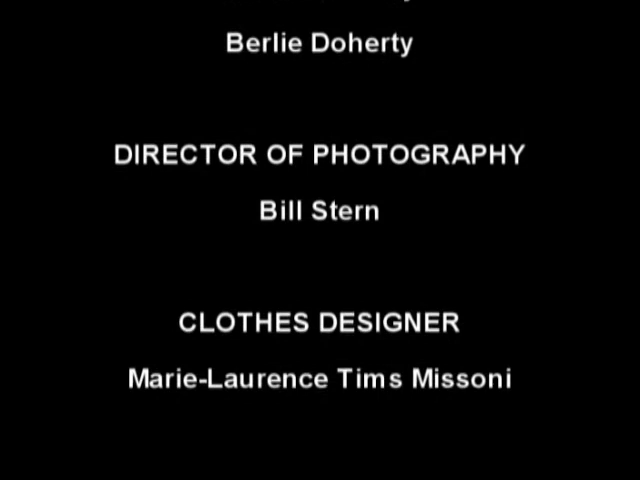 Berlie Doherty
DIRECTOR OF PHOTOGRAPHY
Bill Stern
CLOTHES DESIGNER
Marie-Laurence Tims Missoni